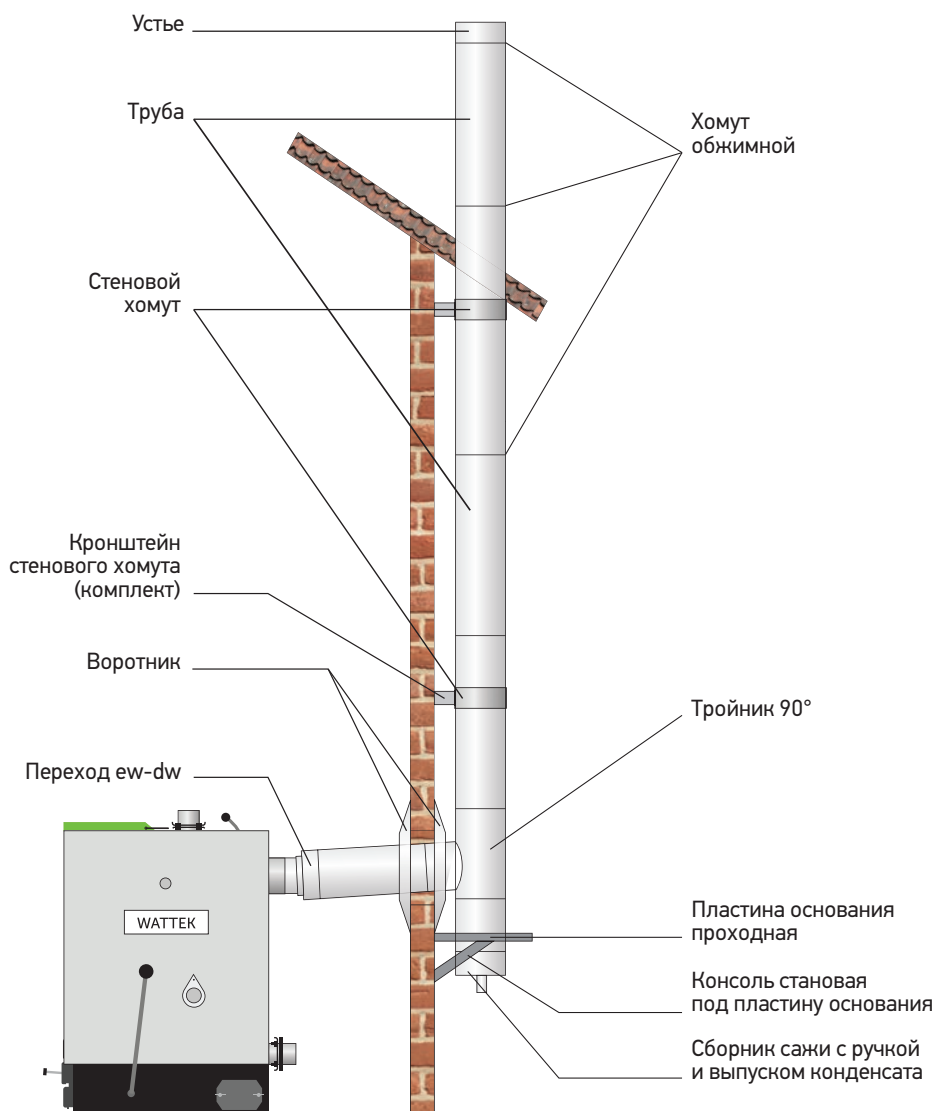 Устье
Труба
Хомут
обжимной
Стеновой
хомут
Кронштейн
стенового хомута
(комплект)
Воротник
Тройник 90°
Переход ew-dw
WATTEK
Пластина основания
проходная
Консоль становая
под пластину основания
Сборник сажи с ручкой
и выпуском конденсата